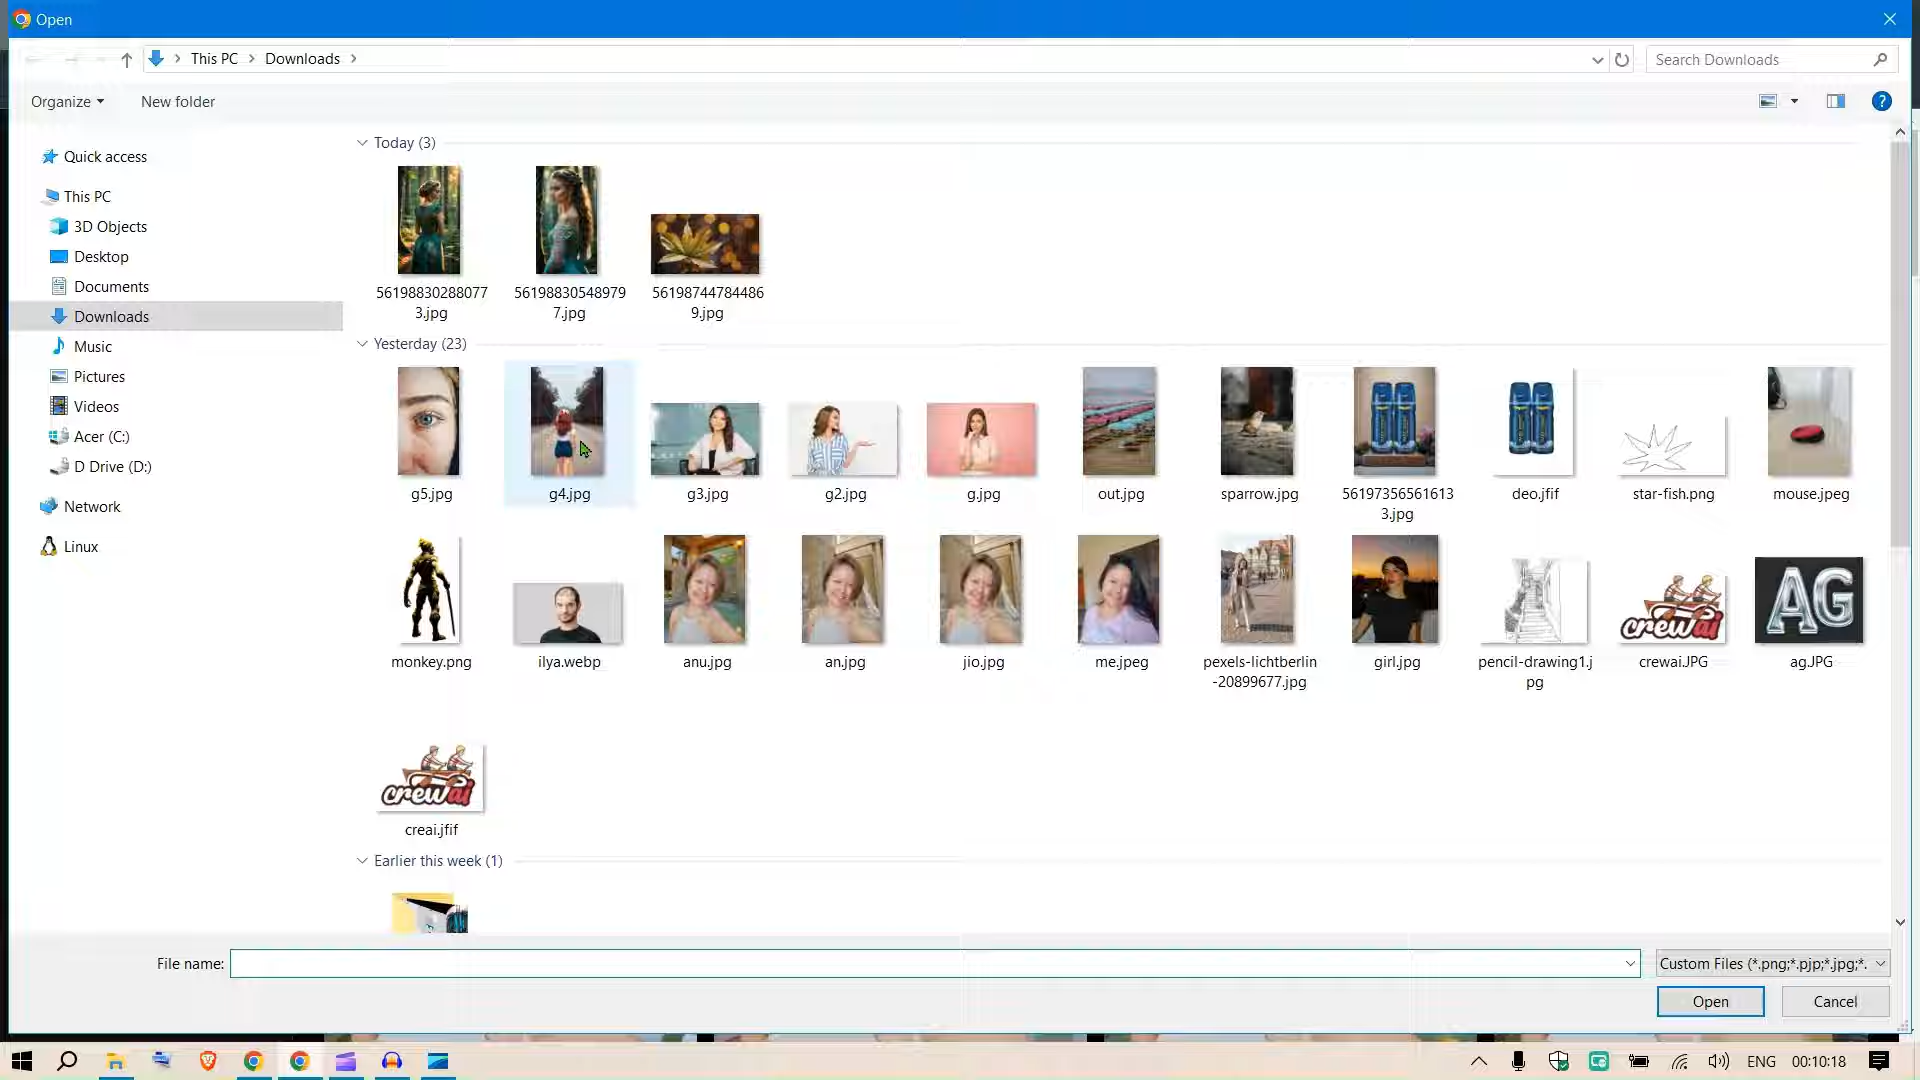 Open
This PC
Downloads
Search Downloads
Organize
New folder
Quick access
This PC
3D Objects
Desktop
Documents
Downloads
Music
Pictures
Videos
Acer (C:)
D Drive (D:)
Network
Linux
Today (3)
56198830288077
3.jpg
56198830548979
7.jpg
56198744784486
9.jpg
Yesterday (23)
g5.jpg
g4.jpg
g3.jpg
g2.jpg
g.jpg
out.jpg
sparrow.jpg
56197356561613
3.jpg
deo.jfif
star-fish.png
mouse.jpeg
monkey.png
ilya.webp
anu.jpg
an.jpg
jio.jpg
me.jpeg
pexels-lichtberlin
-20899677.jpg
girl.jpg
pencil-drawing1.j
pg
crewai
crewai.JPG
AG
ag.JPG
crewai
creai.jfif
Earlier this week (1)
File name:
Custom Files (*.png;*.pjp;*.jpg;*.
Open
Cancel
ENG
00:10:18